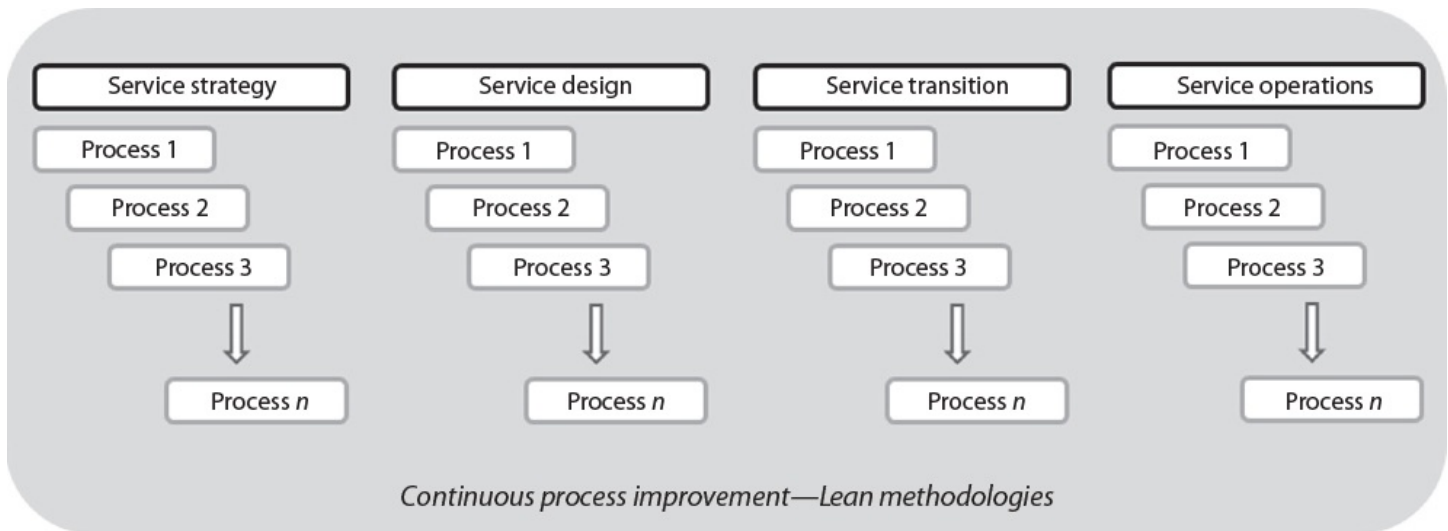 Service strategy
Process 1
Process 2
Process 3
Process n
Service design
Process 1
Process 2
Process 3
Process n
Service transition
Process 1
Process 2
Process 3
Process n
Service operations
Process 1
Process 2
Process 3
Process n
Continuous process improvement—Lean methodologies